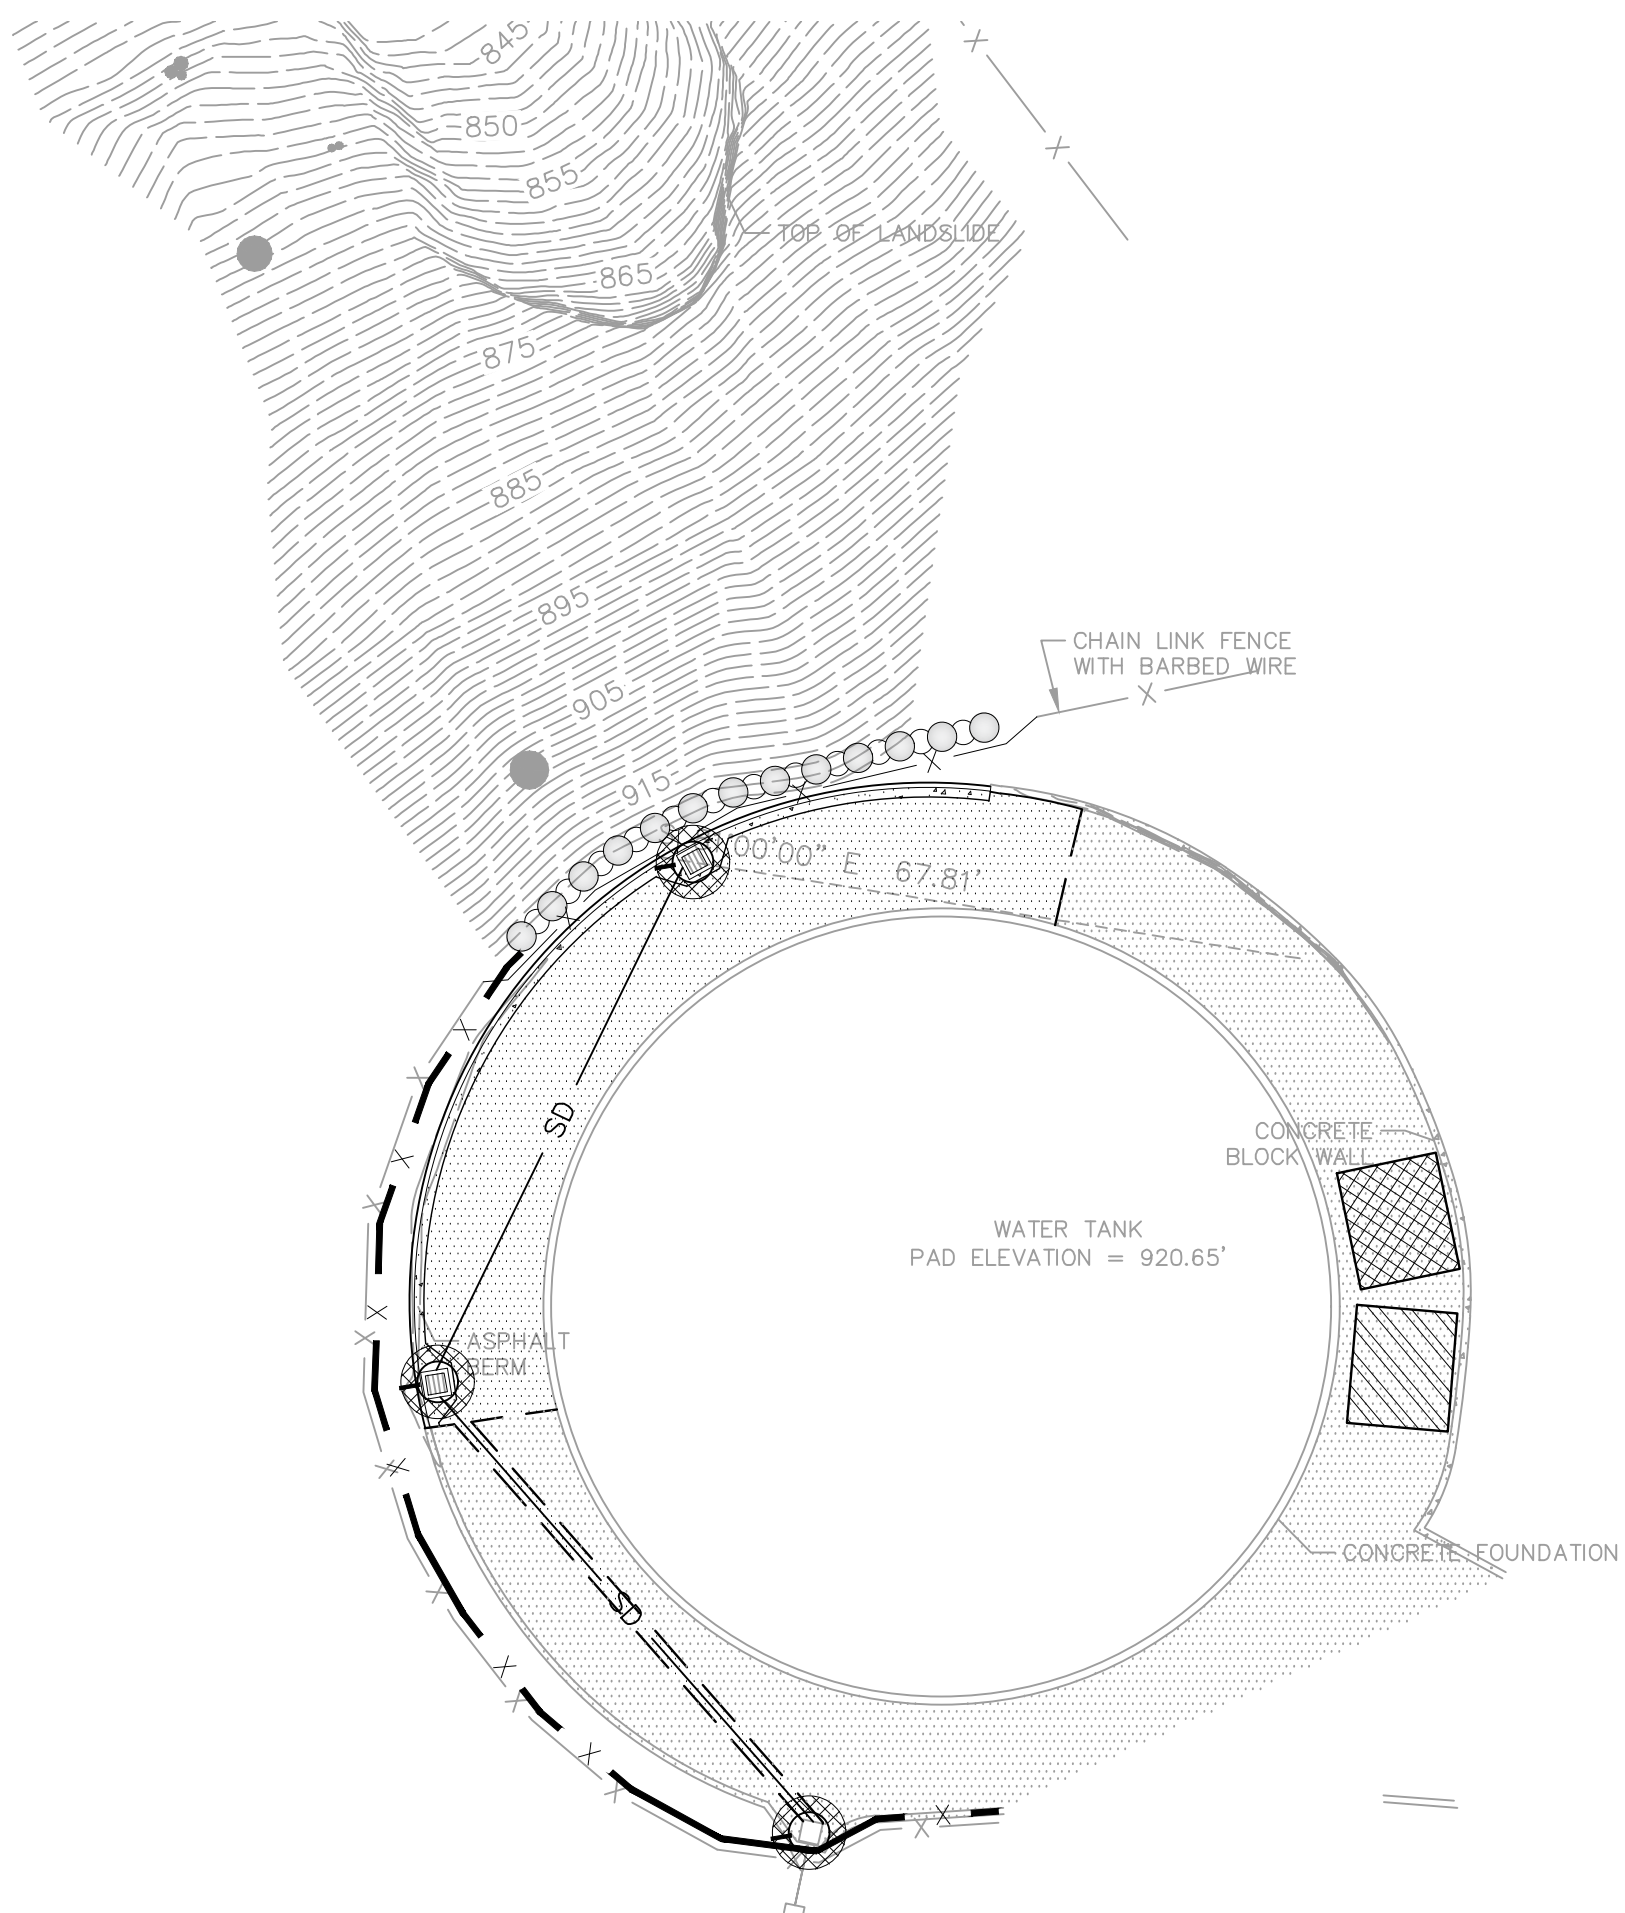 845
850
855
TOP OF LANDSLIDE
865
875
885
895
CHAIN LINK FENCE
WITH BARBED WIRE
905
915
00'00" E 67.81'
SD
CONCRETE
BLOCK WALL
WATER TANK
PAD ELEVATION = 920.65'
ASPHALT
BERM
CONCRETE FOUNDATION
SD